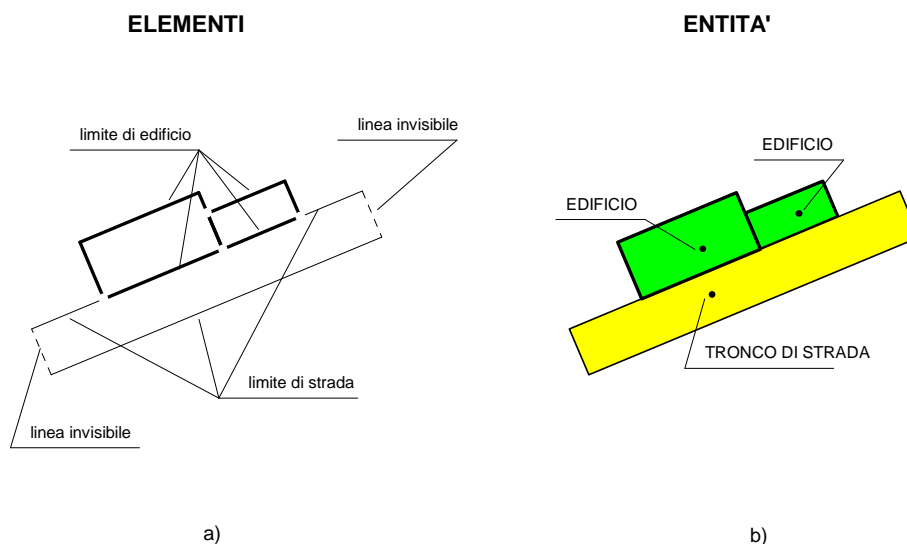 ELEMENTI
ENTITA'
limite di edificio
linea invisibile
EDIFICIO
EDIFICIO
TRONCO DI STRADA
limite di strada
linea invisibile
a)
b)